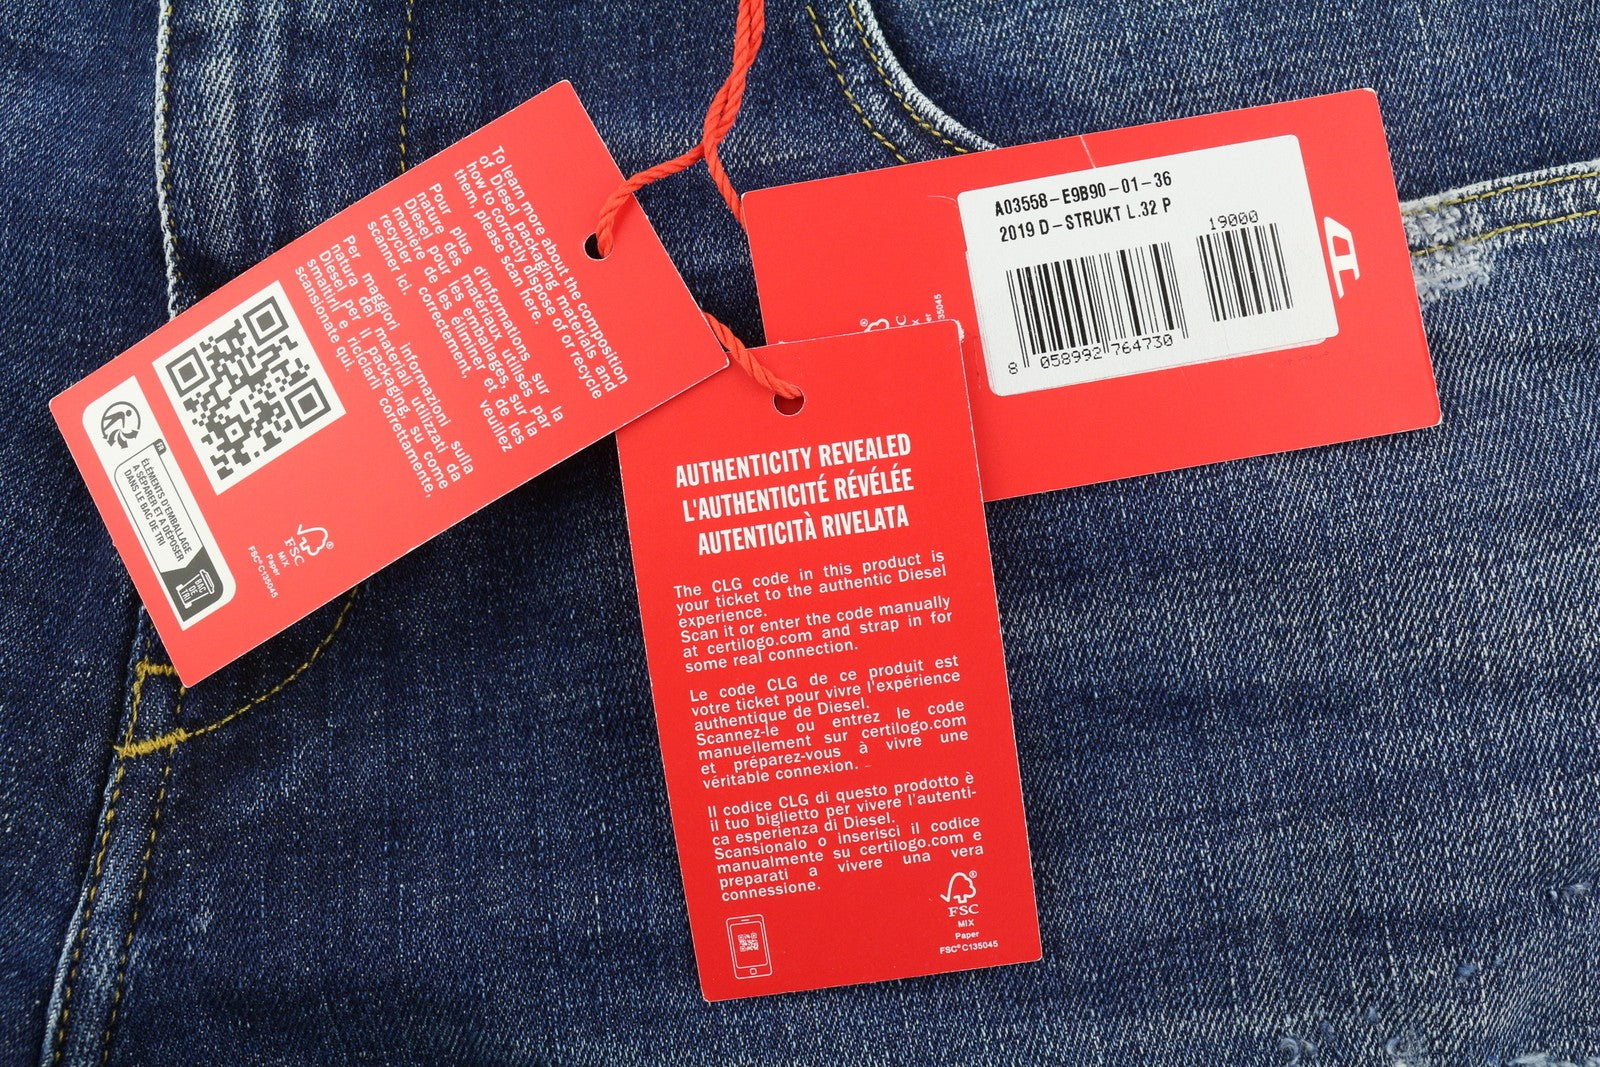 To learn more about the composition
of Diesel packaging materials and
how to correctly dispose of or recycle
them, please scan here.
Pour plus d'informations sur la
nature des matériaux utilisés par
Diesel pour les emballages, sur la
manière de les éliminer et de les
recycler correctement, veuillez
scanner ici.
Per maggiori informazioni sulla
natura dei materiali utilizzati da
Diesel per il packaging, su come
smaltirli e riciclarli correttamente,
scansionate qui.
FR
ÉLÉMENTS D'EMBALLAGE
A SÉPARER ET A DÉPOSER
DANS LE BAC DE TRI
BAC
DE
TRI
FSC
MIX
Paper
FSC® C135045
A03558-E9B90-01-36
2019 D-STRUKT L.32 P
19000
8 058992 764730
35045
AUTHENTICITY REVEALED
L'AUTHENTICITÉ RÉVÉLÉE
AUTENTICITÀ RIVELATA
The CLG code in this product is
your ticket to the authentic Diesel
experience.
Scan it or enter the code manually
at certilogo.com and strap in for
some real connection.
Le code CLG de ce produit est
votre ticket pour vivre l'expérience
authentique de Diesel.
Scannez-le ou entrez le code
manuellement sur certilogo.com
et préparez-vous à vivre une
véritable connexion.
Il codice CLG di questo prodotto è
il tuo biglietto per vivere l'autenti-
ca esperienza di Diesel.
Scansionalo o inserisci il codice
manualmente su certilogo.com e
preparati a vivere una vera
connessione.
FSC
MIX
Paper
FSC® C135045